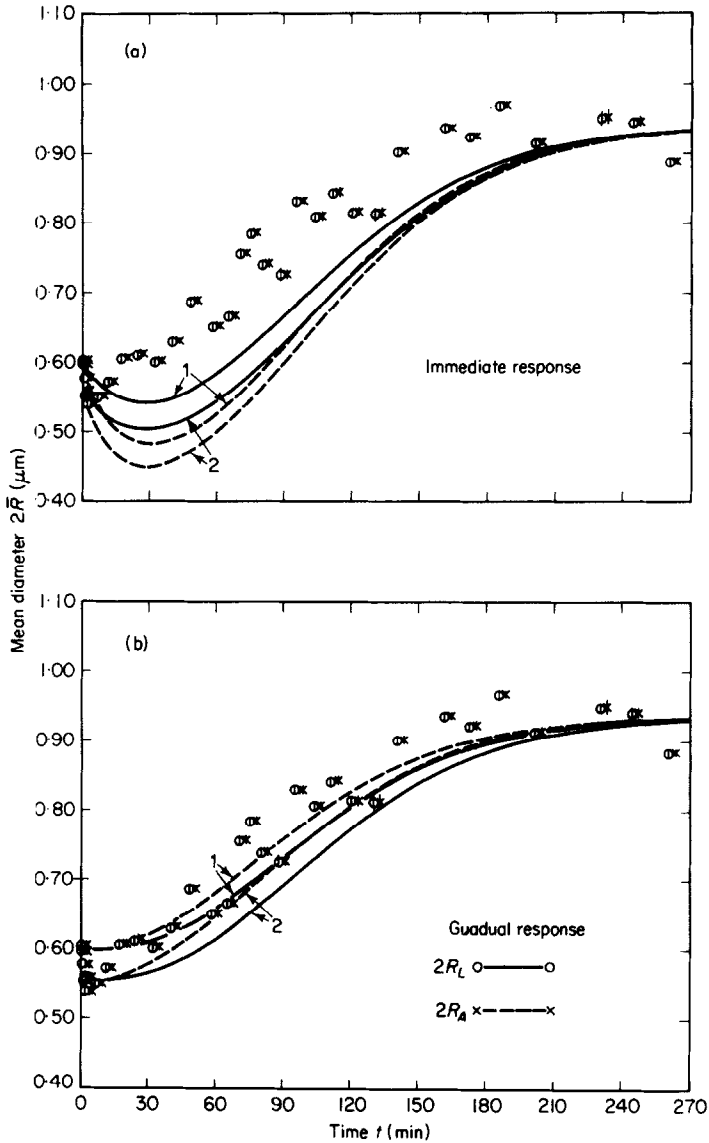 1·10
(a)
1·00
0·90
0·80
0·70
0·60
0·50
0·40
1
2
Immediate response
Mean diameter 2R̅ (μm)
1·10
(b)
1·00
0·90
0·80
0·70
0·60
0·50
0·40
1
2
Guadual response
2R_L
2R_A
0 30 60 90 120 150 180 210 240 270
Time t (min)